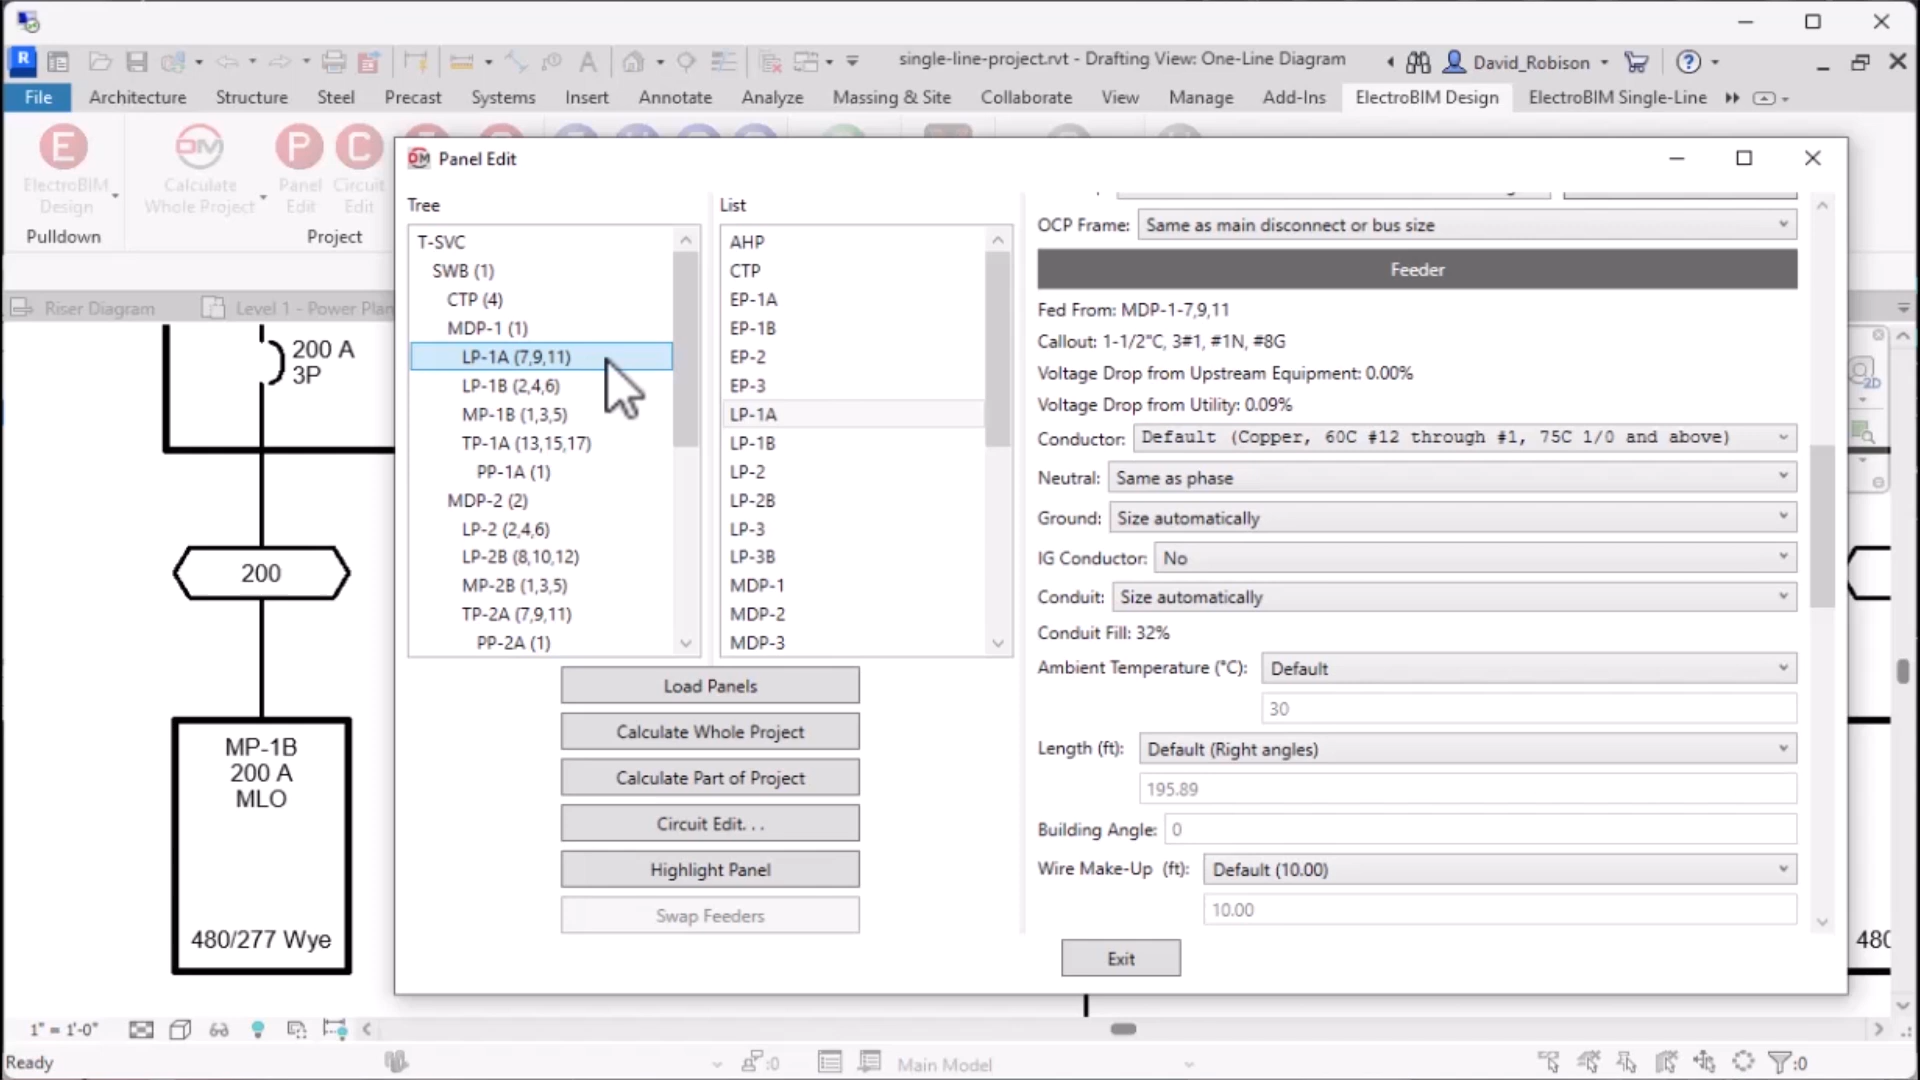 single-line-project.rvt - Drafting View: One-Line Diagram
David_Robison
File
Architecture
Structure
Steel
Precast
Systems
Insert
Annotate
Analyze
Massing & Site
Collaborate
View
Manage
Add-Ins
ElectroBIM Design
ElectroBIM Single-Line
ElectroBIM
Design
Calculate
Whole Project
Panel
Edit
Circuit
Edit
Pulldown
Project
Riser Diagram
Level 1 - Power Plan
Panel Edit
Tree
T-SVC
SWB (1)
CTP (4)
MDP-1 (1)
LP-1A (7,9,11)
LP-1B (2,4,6)
MP-1B (1,3,5)
TP-1A (13,15,17)
PP-1A (1)
MDP-2 (2)
LP-2 (2,4,6)
LP-2B (8,10,12)
MP-2B (1,3,5)
TP-2A (7,9,11)
PP-2A (1)
List
AHP
CTP
EP-1A
EP-1B
EP-2
EP-3
LP-1A
LP-1B
LP-2
LP-2B
LP-3
LP-3B
MDP-1
MDP-2
MDP-3
Load Panels
Calculate Whole Project
Calculate Part of Project
Circuit Edit. . .
Highlight Panel
Swap Feeders
OCP Frame: Same as main disconnect or bus size
Feeder
Fed From: MDP-1-7,9,11
Callout: 1-1/2"C, 3#1, #1N, #8G
Voltage Drop from Upstream Equipment: 0.00%
Voltage Drop from Utility: 0.09%
Conductor: Default (Copper, 60C #12 through #1, 75C 1/0 and above)
Neutral: Same as phase
Ground: Size automatically
IG Conductor: No
Conduit: Size automatically
Conduit Fill: 32%
Ambient Temperature (°C): Default
30
Length (ft): Default (Right angles)
195.89
Building Angle: 0
Wire Make-Up (ft): Default (10.00)
10.00
Exit
200 A
3P
200
MP-1B
200 A
MLO
480/277 Wye
480
1" = 1'-0"
Ready
:0
Main Model
:0